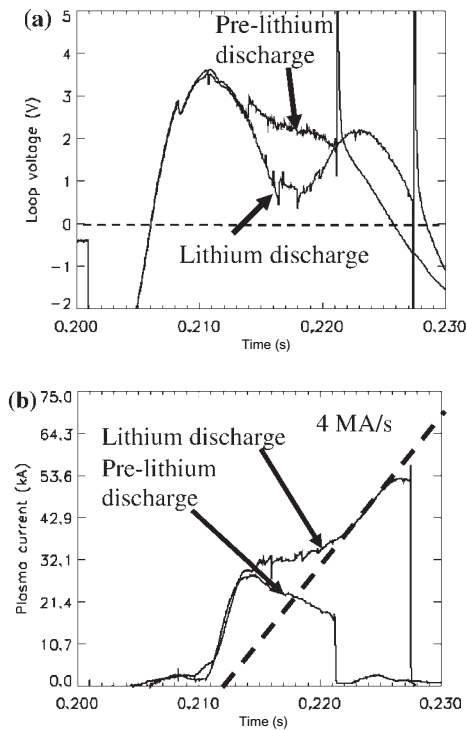 (a)
Pre-lithium
discharge
Lithium discharge
Loop voltage (V)
5
4
3
2
1
0
-1
-2
0.200
0.210
0.220
0.230
Time (s)
(b)
4 MA/s
Lithium discharge
Pre-lithium
discharge
Plasma current (kA)
75.0
64.3
53.6
42.9
32.1
21.4
10.7
0.0
0.200
0.210
0.220
0.230
Time (s)